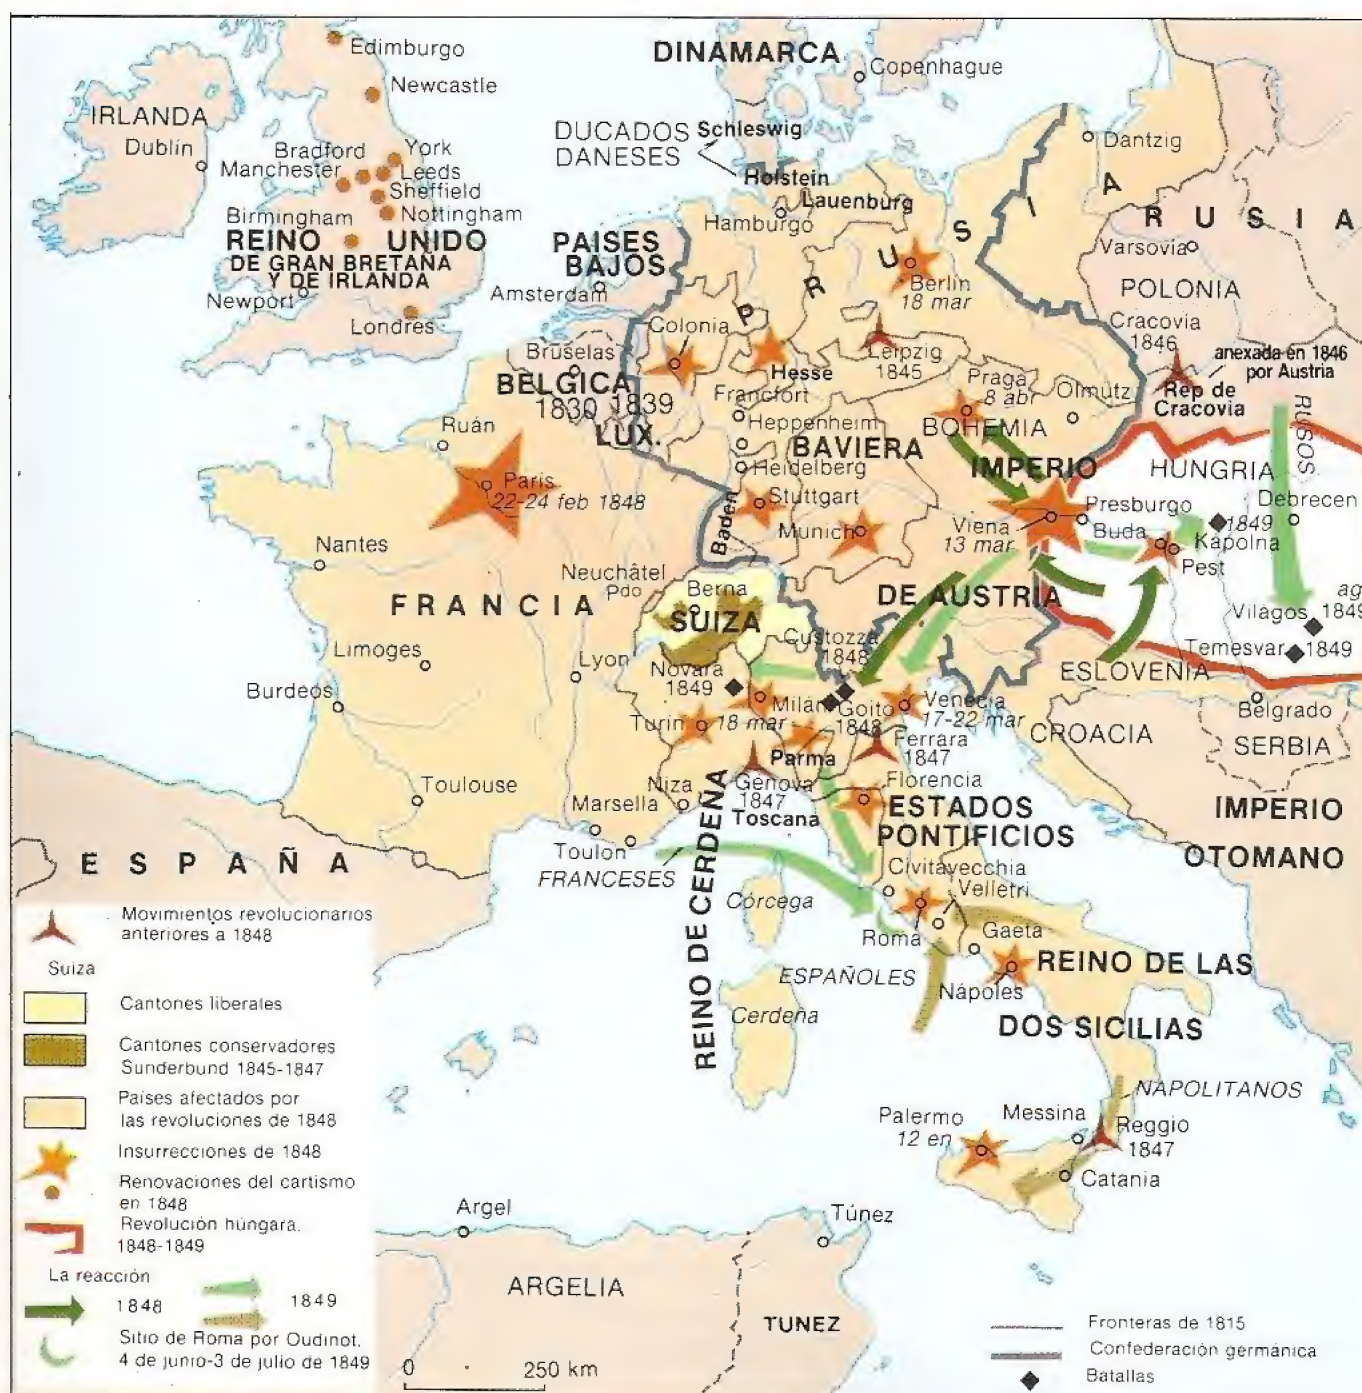 Edimburgo
Newcastle
IRLANDA
Dublín
Bradford
York
Manchester
Leeds
Sheffield
Birmingham
Nottingham
REINO UNIDO
DE GRAN BRETAÑA
Y DE IRLANDA
Newport
Londres
DINAMARCA
Copenhague
DUCADOS
DANESES
Schleswig
Holstein
Lauenburg
Hamburgo
Dantzig
PRUSIA
RUSIA
Varsovia
POLONIA
Cracovia
1846
anexada en 1846
por Austria
Rep de
Cracovia
RUSOS
PAISES
BAJOS
Amsterdam
Berlín
18 mar
Colonia
Bruselas
BELGICA
1830 1839
LUX.
Hesse
Leipzig
1845
Francfort
Heppenheim
Heidelberg
Praga
8 abr
Olmütz
BOHEMIA
BAVIERA
IMPERIO
Stuttgart
Baden
Munich
Viena
13 mar
HUNGRIA
Presburgo
Debrecen
Buda
1849
Kápolna
Pest
ag
Vilagos 1849
Temesvar 1849
DE AUSTRIA
Ruán
París
22-24 feb 1848
Nantes
Neuchâtel
Pdo
Berna
FRANCIA
SUIZA
Limoges
Lyon
Burdeos
Toulouse
Marsella
Niza
Toulon
FRANCESES
Custozza
1848
Novara
1849
Milán
18 mar
Goito
1848
Venecia
17-22 mar
Turín
Parma
Ferrara
1847
Génova
1847
Toscana
Florencia
ESLOVENIA
CROACIA
Belgrado
SERBIA
IMPERIO
OTOMANO
ESTADOS
PONTIFICIOS
REINO DE CERDEÑA
Córcega
Civitavecchia
Velletri
Roma
Gaeta
ESPAÑOLES
Nápoles
REINO DE LAS
DOS SICILIAS
Cerdeña
NAPOLITANOS
Palermo
12 en
Messina
Reggio
1847
Catania
ESPAÑA
Argel
Túnez
ARGELIA
TUNEZ
Movimientos revolucionarios
anteriores a 1848
Suiza
Cantones liberales
Cantones conservadores
Sunderbund 1845-1847
Países afectados por
las revoluciones de 1848
Insurrecciones de 1848
Renovaciones del cartismo
en 1848
Revolución húngara.
1848-1849
La reacción
1848
1849
Sitio de Roma por Oudinot.
4 de junio-3 de julio de 1849
0 250 km
Fronteras de 1815
Confederación germánica
Batallas